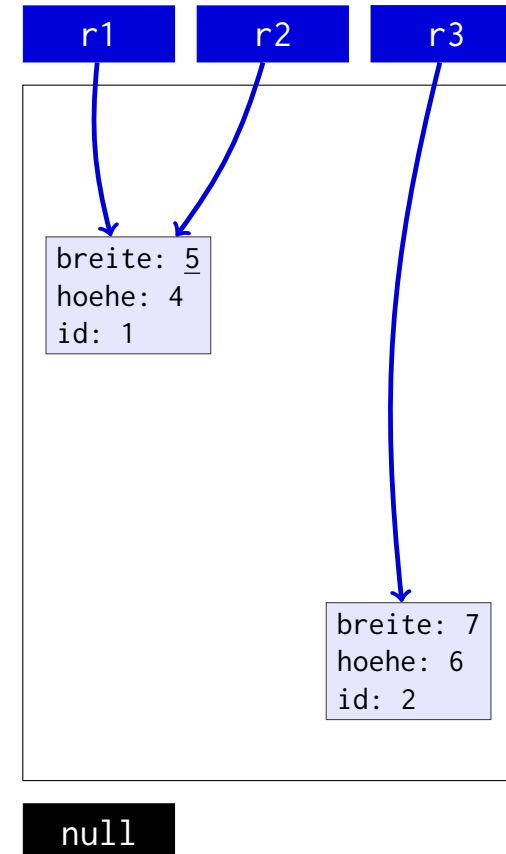 r1
r2
r3
breite: 5
hoehe: 4
id: 1
breite: 7
hoehe: 6
id: 2
null